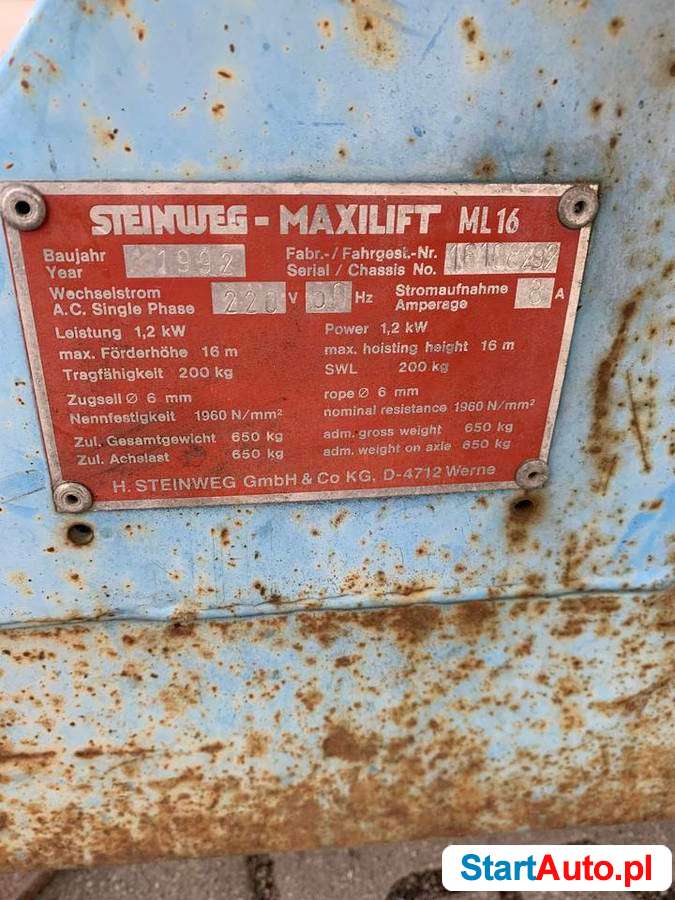 STEINWEG - MAXILIFT ML 16
Baujahr
Year
1992
Fabr.- / Fahrgest.-Nr.
Serial / Chassis No.
Wechselstrom
A.C. Single Phase
220 V 50 Hz
Stromaufnahme
Amperage
8 A
Leistung 1,2 kW
Power 1,2 kW
max. Förderhöhe 16 m
max. hoisting height 16 m
Tragfähigkeit 200 kg
SWL 200 kg
Zugseil Ø 6 mm
rope Ø 6 mm
Nennfestigkeit 1960 N/mm²
nominal resistance 1960 N/mm²
Zul. Gesamtgewicht 650 kg
adm. gross weight 650 kg
Zul. Achslast 650 kg
adm. weight on axle 650 kg
H. STEINWEG GmbH & Co KG, D-4712 Werne
StartAuto.pl